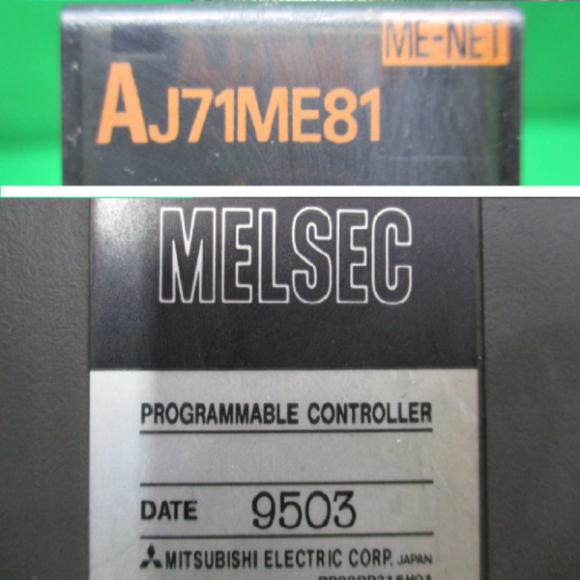 ME-NET
AJ71ME81
MELSEC
PROGRAMMABLE CONTROLLER
DATE 9503
MITSUBISHI ELECTRIC CORP. JAPAN